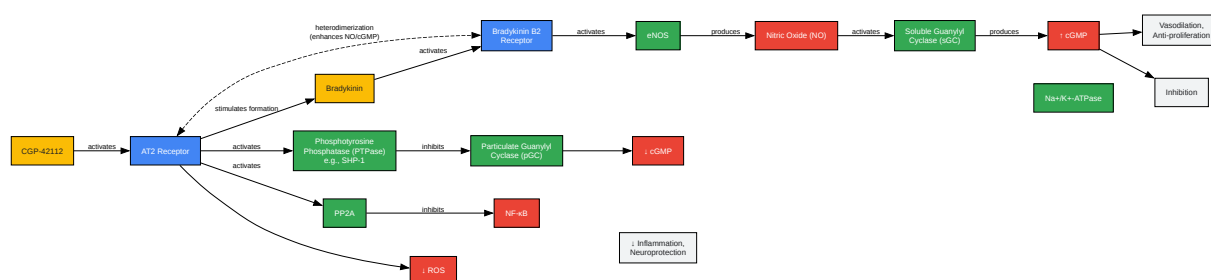 heterodimerization
(enhances NO/cGMP)
Bradykinin B2
Receptor
activates
eNOS
produces
Nitric Oxide (NO)
activates
Soluble Guanylyl
Cyclase (sGC)
produces
↑ cGMP
Vasodilation,
Anti-proliferation
activates
Bradykinin
Inhibition
Na+/K+-ATPase
stimulates formation
CGP-42112
activates
AT2 Receptor
activates
Phosphotyrosine
Phosphatase (PTPase)
e.g., SHP-1
inhibits
Particulate Guanylyl
Cyclase (pGC)
↓ cGMP
activates
PP2A
inhibits
NF-κB
↓ Inflammation,
Neuroprotection
↓ ROS